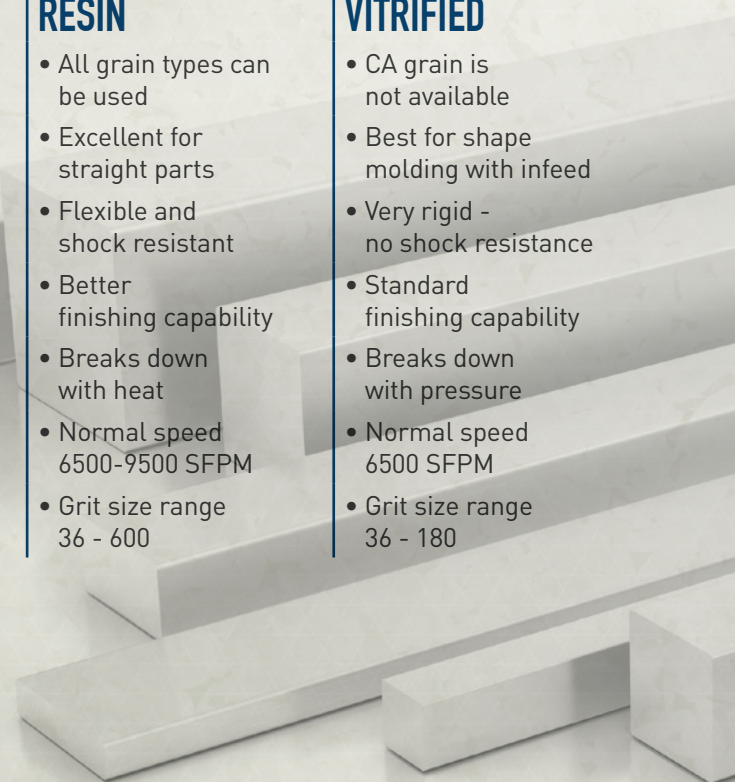 RESIN
• All grain types can
be used
• Excellent for
straight parts
• Flexible and
shock resistant
• Better
finishing capability
• Breaks down
with heat
• Normal speed
6500-9500 SFPM
• Grit size range
36 - 600
VITRIFIED
• CA grain is
not available
• Best for shape
molding with infeed
• Very rigid -
no shock resistance
• Standard
finishing capability
• Breaks down
with pressure
• Normal speed
6500 SFPM
• Grit size range
36 - 180